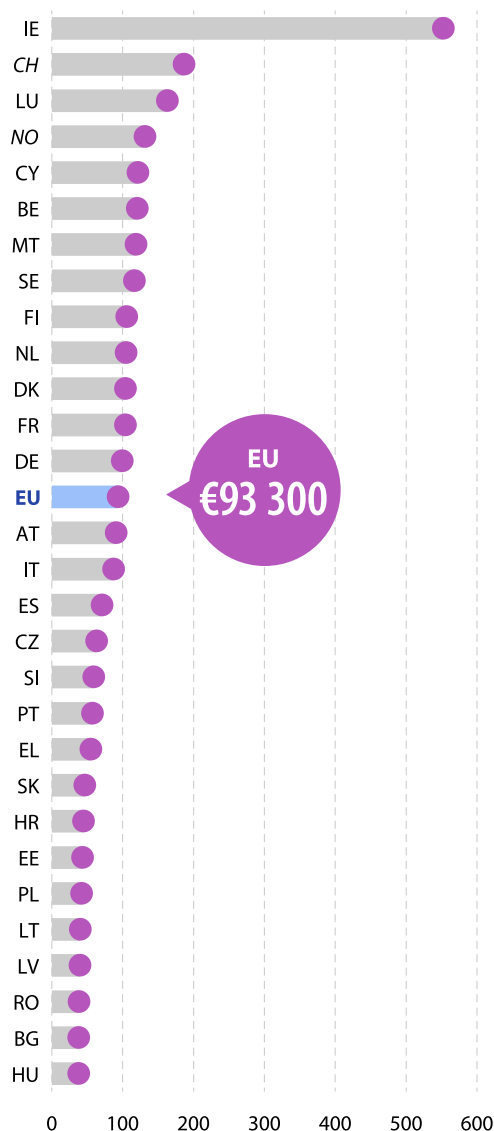 IE
CH
LU
NO
CY
BE
MT
SE
FI
NL
DK
FR
DE
EU
EU
€93 300
AT
IT
ES
CZ
SI
PT
EL
SK
HR
EE
PL
LT
LV
RO
BG
HU
0 100 200 300 400 500 600